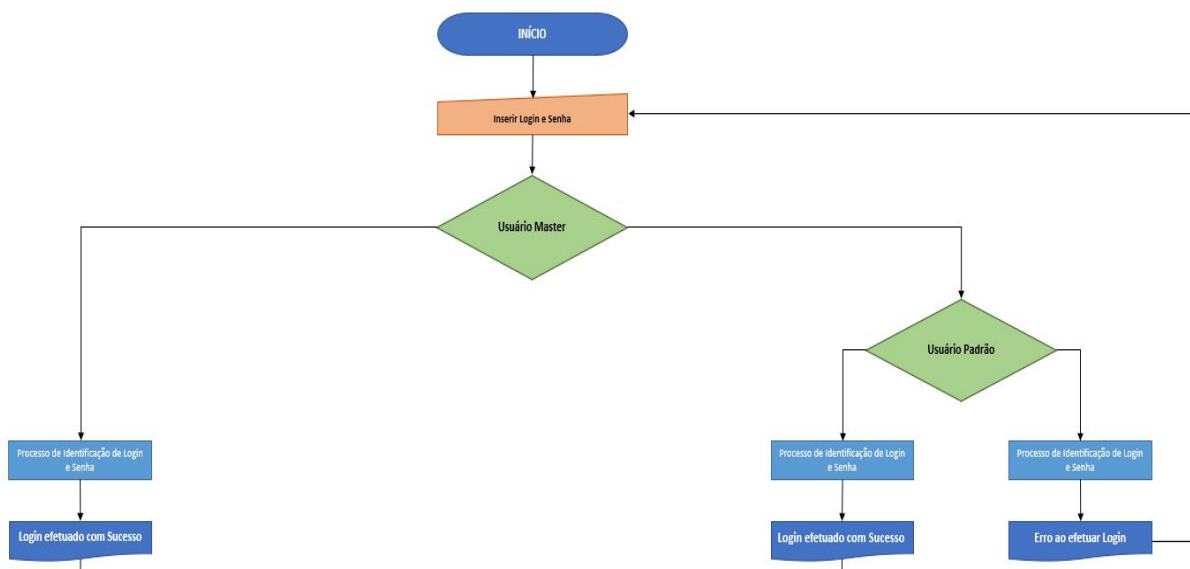 INÍCIO
Inserir Login e Senha
Usuário Master
Usuário Padrão
Processo de Identificação de Login
e Senha
Processo de Identificação de Login
e Senha
Processo de Identificação de Login
e Senha
Login efetuado com Sucesso
Login efetuado com Sucesso
Erro ao efetuar Login